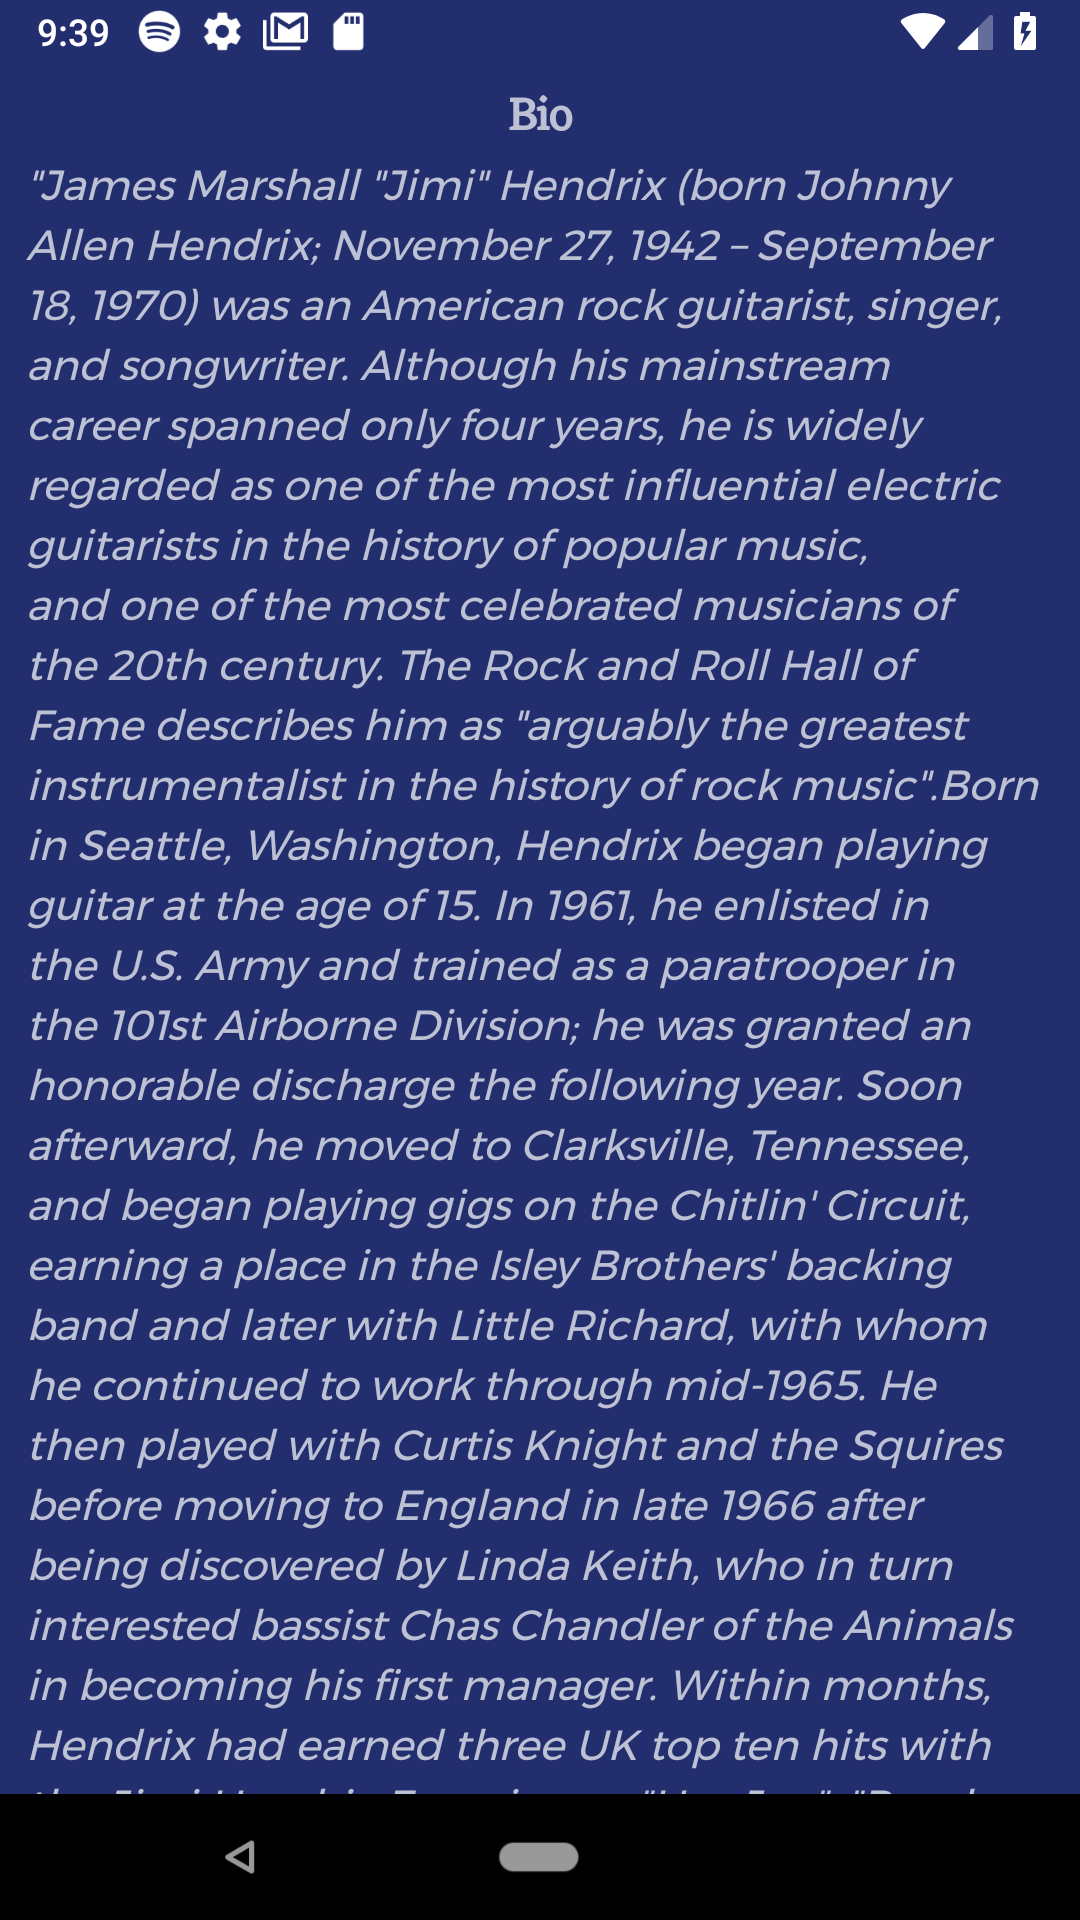 9:39
Bio
"James Marshall "Jimi" Hendrix (born Johnny
Allen Hendrix; November 27, 1942 – September
18, 1970) was an American rock guitarist, singer,
and songwriter. Although his mainstream
career spanned only four years, he is widely
regarded as one of the most influential electric
guitarists in the history of popular music,
and one of the most celebrated musicians of
the 20th century. The Rock and Roll Hall of
Fame describes him as "arguably the greatest
instrumentalist in the history of rock music".Born
in Seattle, Washington, Hendrix began playing
guitar at the age of 15. In 1961, he enlisted in
the U.S. Army and trained as a paratrooper in
the 101st Airborne Division; he was granted an
honorable discharge the following year. Soon
afterward, he moved to Clarksville, Tennessee,
and began playing gigs on the Chitlin' Circuit,
earning a place in the Isley Brothers' backing
band and later with Little Richard, with whom
he continued to work through mid-1965. He
then played with Curtis Knight and the Squires
before moving to England in late 1966 after
being discovered by Linda Keith, who in turn
interested bassist Chas Chandler of the Animals
in becoming his first manager. Within months,
Hendrix had earned three UK top ten hits with